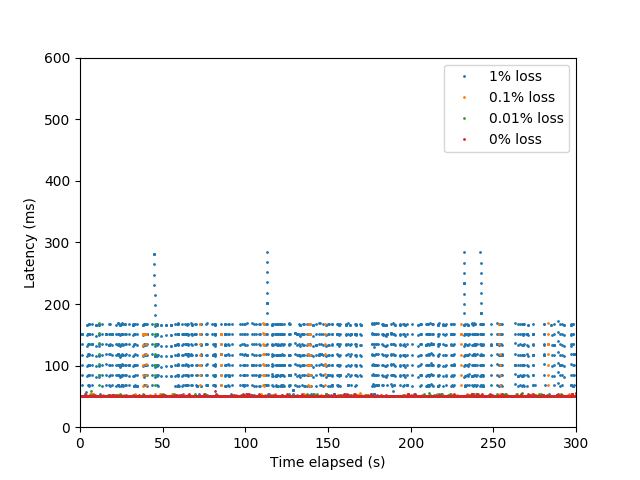 600
500
400
300
200
100
0
Latency (ms)
1% loss
0.1% loss
0.01% loss
0% loss
0 50 100 150 200 250 300
Time elapsed (s)